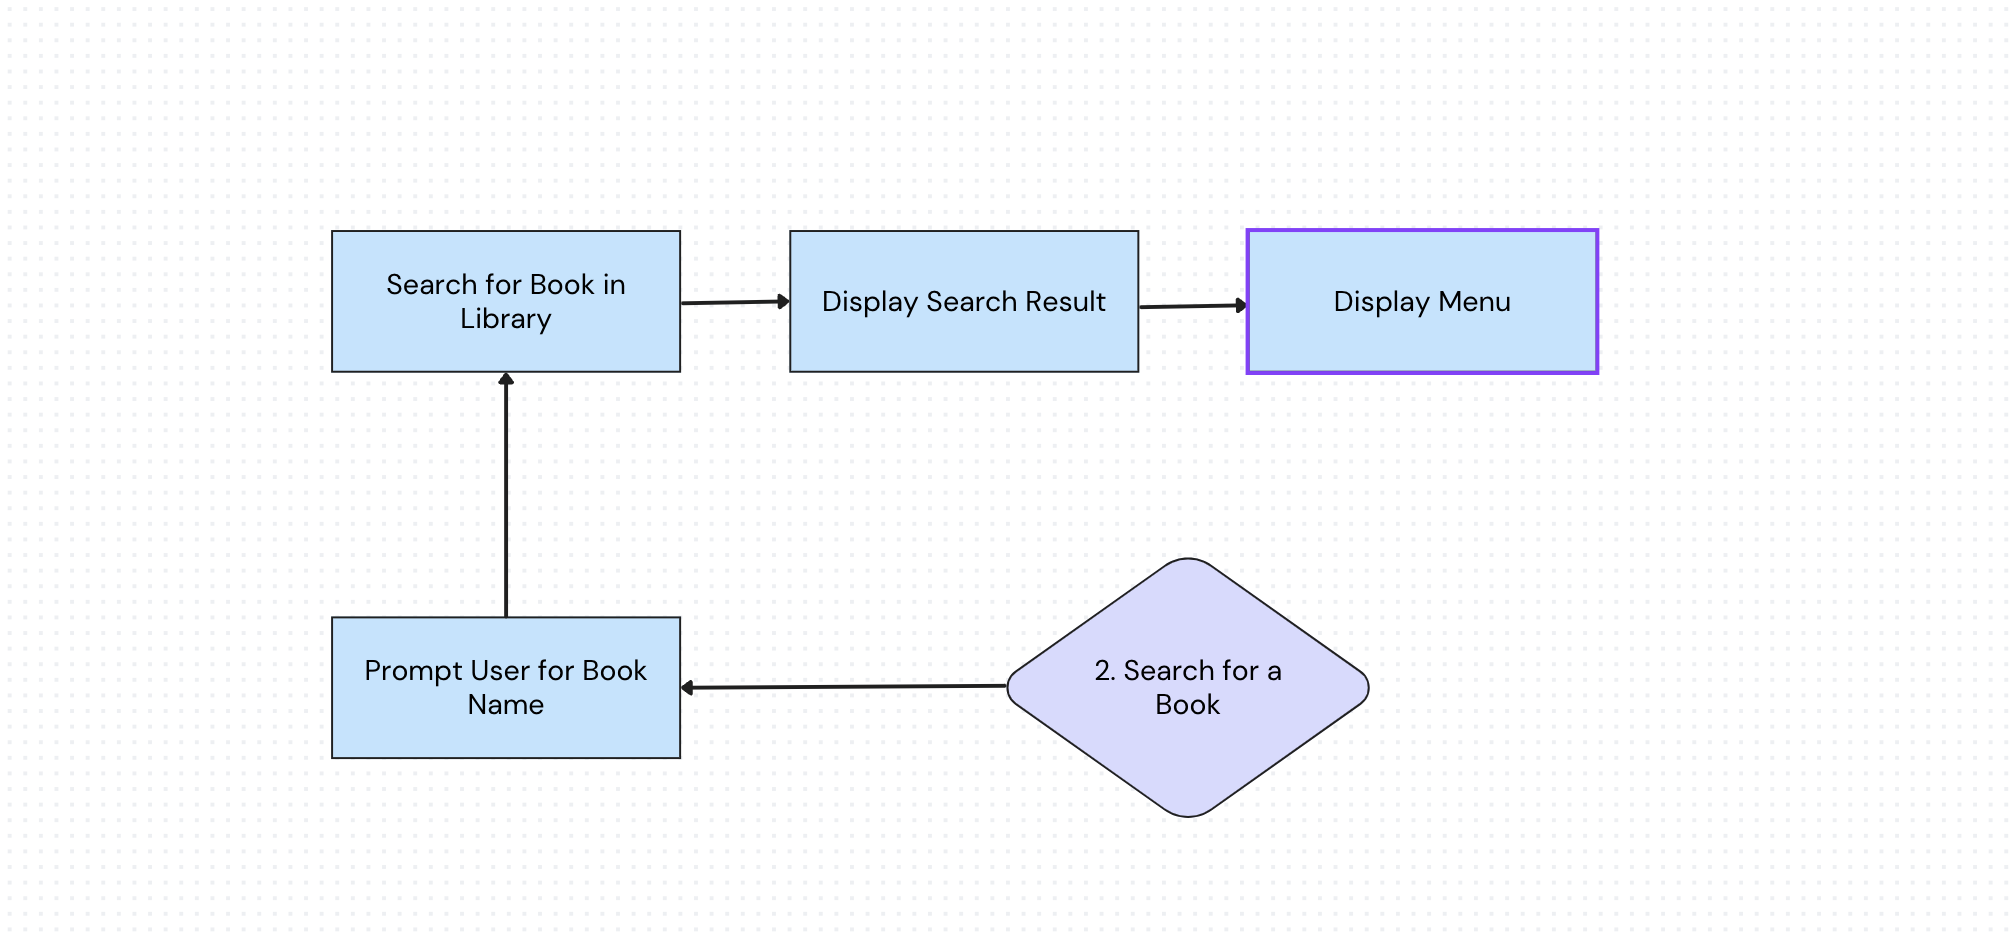 Search for Book in
Library
Display Search Result
Display Menu
Prompt User for Book
Name
2. Search for a
Book